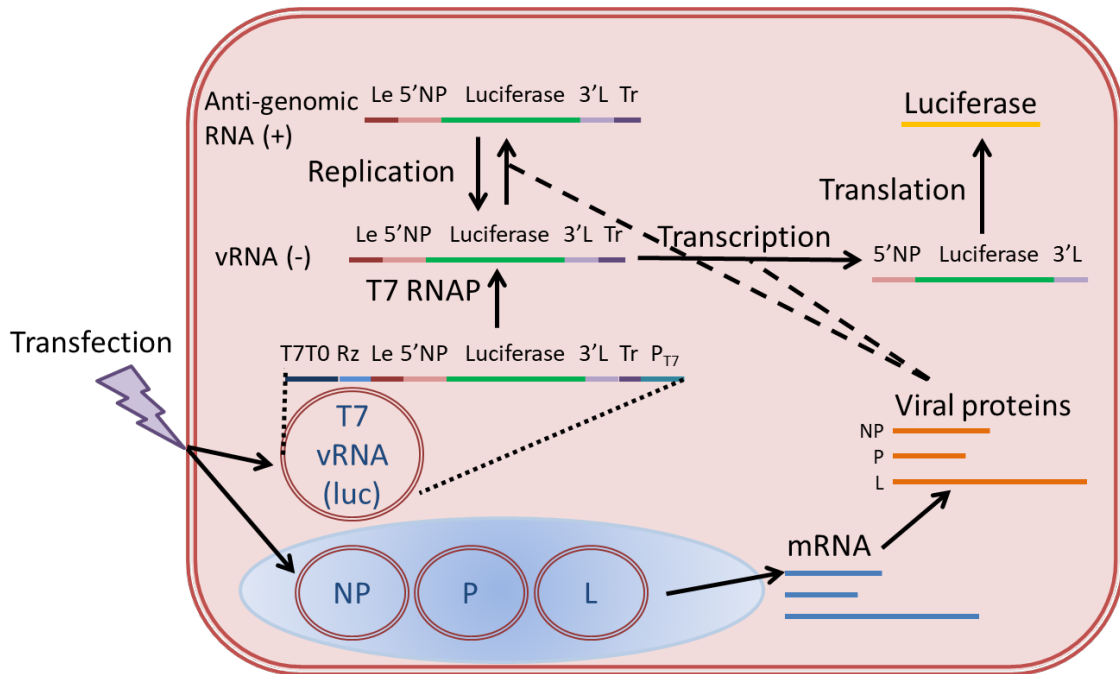 Le 5’NP Luciferase 3’L Tr
Anti-genomic
RNA (+)
Luciferase
Replication
Translation
Le 5’NP Luciferase 3’L Tr
vRNA (-)
Transcription
5’NP Luciferase 3’L
T7 RNAP
Transfection
T7T0 Rz Le 5’NP Luciferase 3’L Tr PT7
T7
vRNA
(luc)
Viral proteins
NP
P
L
mRNA
NP P L